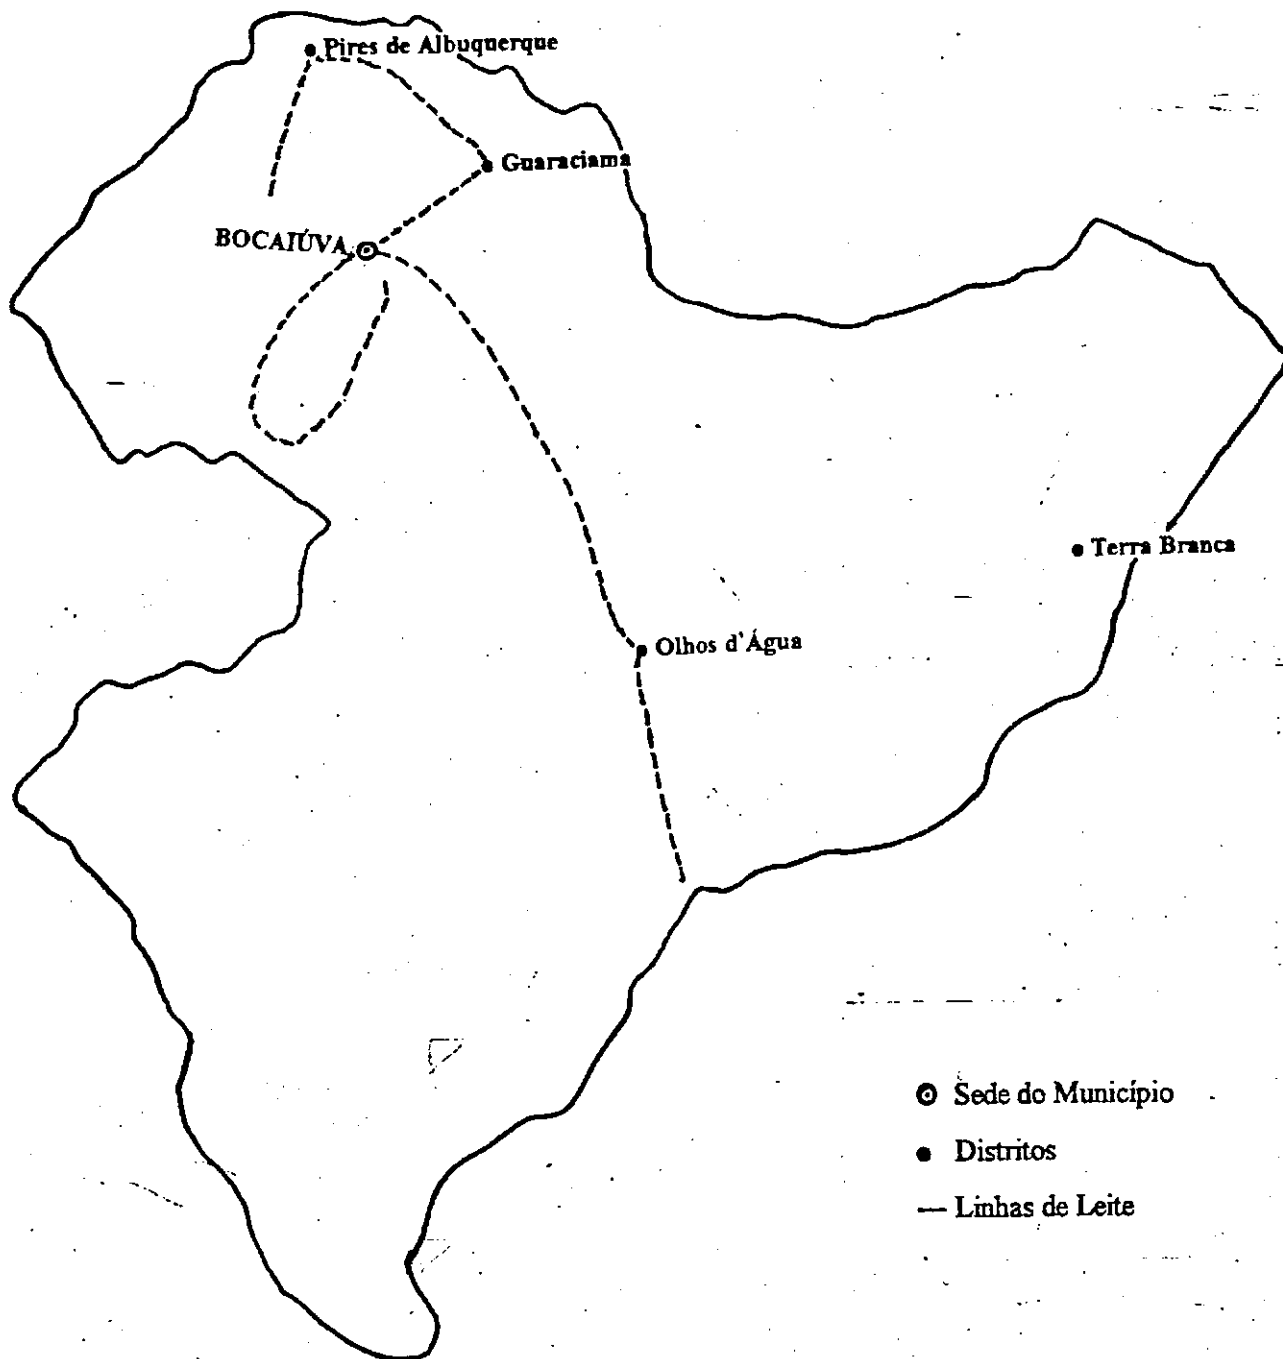 Pires de Albuquerque
Guaraciama
BOCAIÚVA
Terra Branca
Olhos d'Água
Sede do Município
Distritos
Linhas de Leite